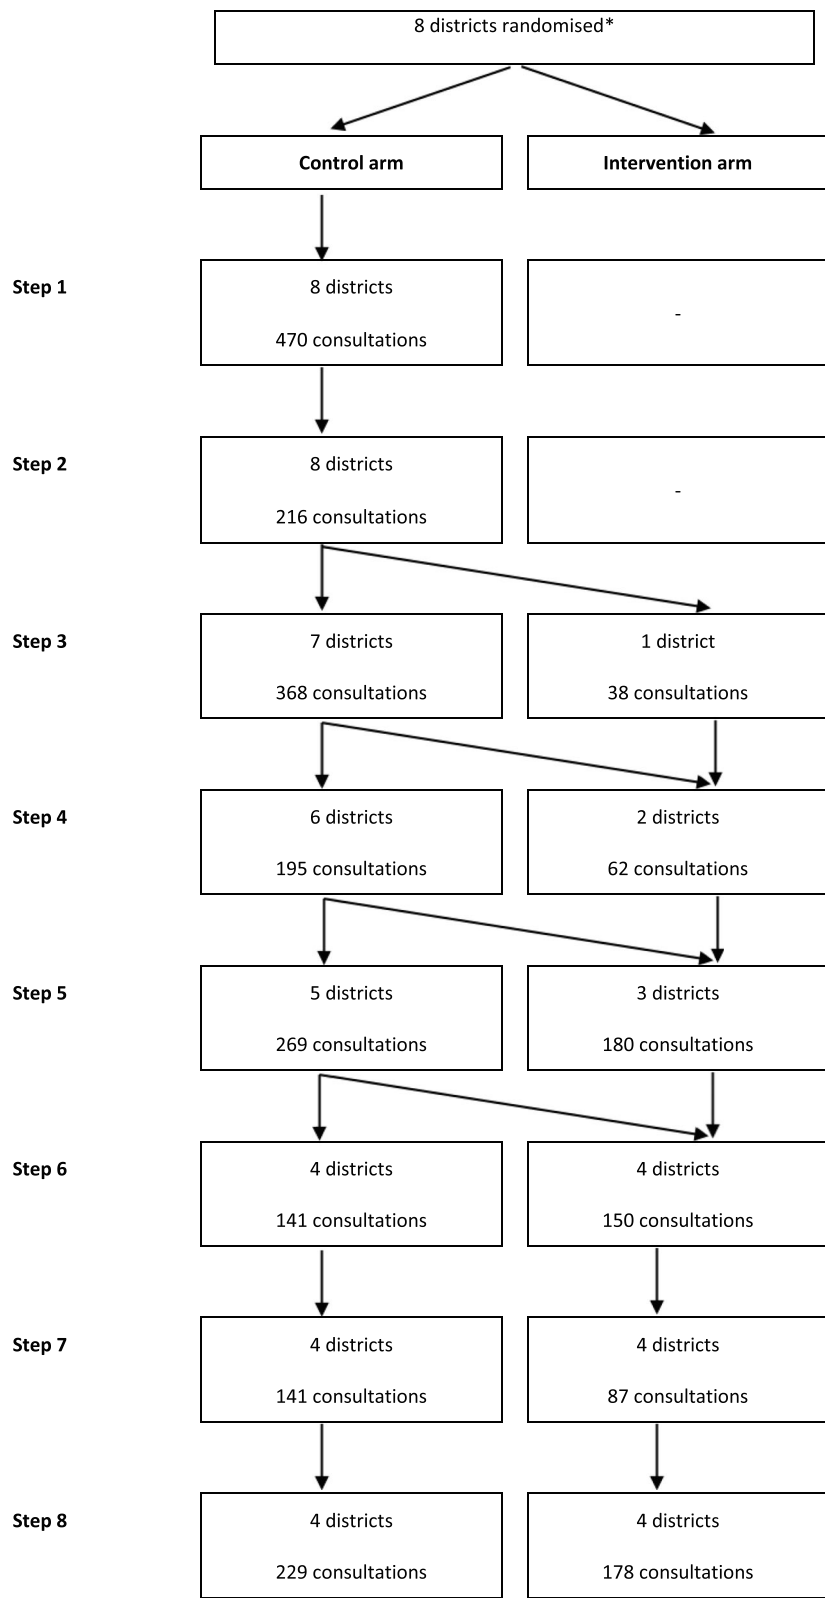 8 districts randomised*
Control arm
Intervention arm
Step 1
8 districts
470 consultations
-
Step 2
8 districts
216 consultations
-
Step 3
7 districts
368 consultations
1 district
38 consultations
Step 4
6 districts
195 consultations
2 districts
62 consultations
Step 5
5 districts
269 consultations
3 districts
180 consultations
Step 6
4 districts
141 consultations
4 districts
150 consultations
Step 7
4 districts
141 consultations
4 districts
87 consultations
Step 8
4 districts
229 consultations
4 districts
178 consultations